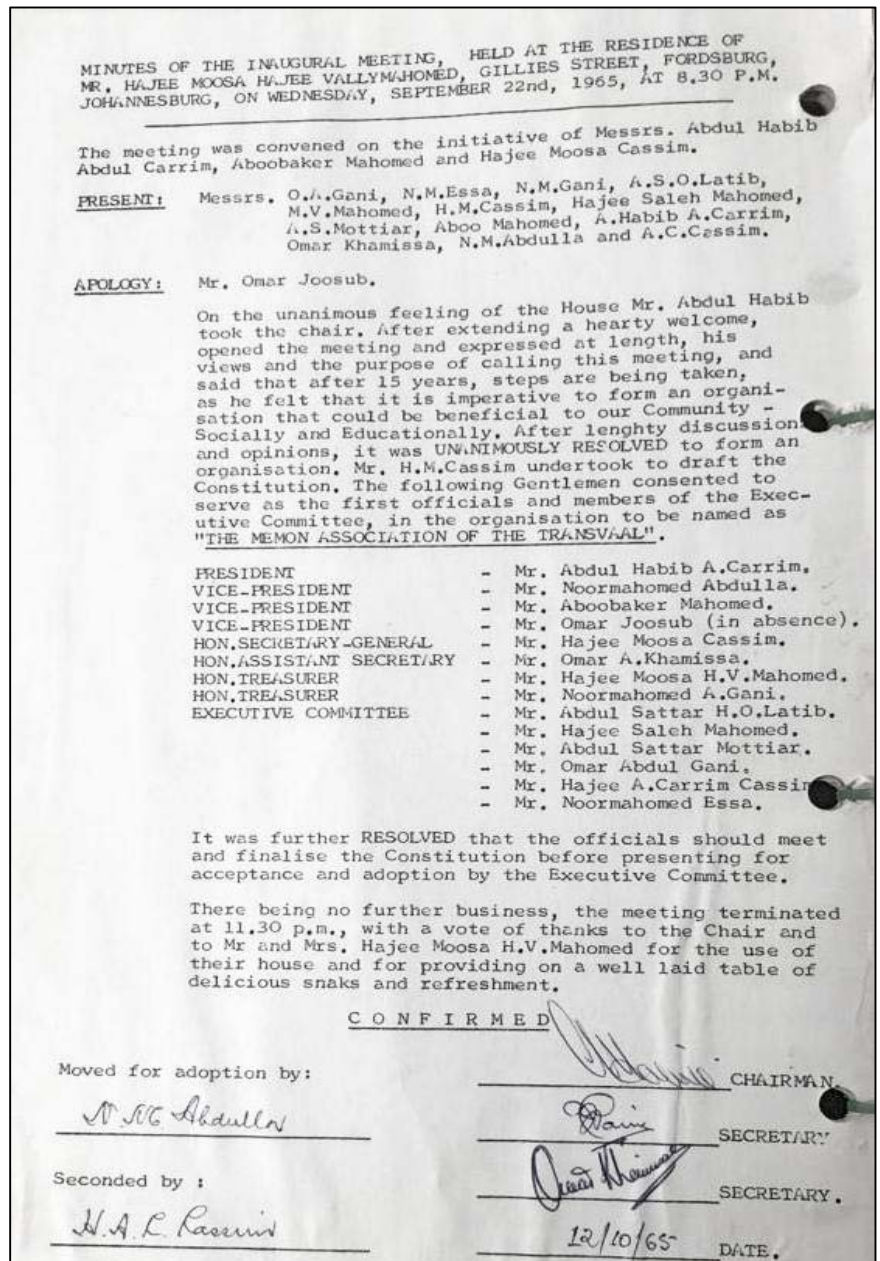 MINUTES OF THE INAUGURAL MEETING, HELD AT THE RESIDENCE OF
MR. HAJEE MOOSA HAJEE VALLYMAHOMED, GILLIES STREET, FORDSBURG,
JOHANNESBURG, ON WEDNESDAY, SEPTEMBER 22nd, 1965, AT 8.30 P.M.
The meeting was convened on the initiative of Messrs. Abdul Habib
Abdul Carrim, Aboobaker Mahomed and Hajee Moosa Cassim.
PRESENT: Messrs. O.A.Gani, N.M.Essa, N.M.Gani, A.S.O.Latib,
M.V.Mahomed, H.M.Cassim, Hajee Saleh Mahomed,
A.S.Mottiar, Aboo Mahomed, A.Habib A.Carrim,
Omar Khamissa, N.M.Abdulla and A.C.Cassim.
APOLOGY: Mr. Omar Joosub.
On the unanimous feeling of the House Mr. Abdul Habib
took the chair. After extending a hearty welcome,
opened the meeting and expressed at length, his
views and the purpose of calling this meeting, and
said that after 15 years, steps are being taken,
as he felt that it is imperative to form an organi-
sation that could be beneficial to our Community -
Socially and Educationally. After lenghty discussion
and opinions, it was UNANIMOUSLY RESOLVED to form an
organisation. Mr. H.M.Cassim undertook to draft the
Constitution. The following Gentlemen consented to
serve as the first officials and members of the Exec-
utive Committee, in the organisation to be named as
"THE MEMON ASSOCIATION OF THE TRANSVAAL".
PRESIDENT - Mr. Abdul Habib A.Carrim.
VICE-PRESIDENT - Mr. Noormahomed Abdulla.
VICE-PRESIDENT - Mr. Aboobaker Mahomed.
VICE-PRESIDENT - Mr. Omar Joosub (in absence).
HON.SECRETARY-GENERAL - Mr. Hajee Moosa Cassim.
HON.ASSISTANT SECRETARY - Mr. Omar A.Khamissa.
HON.TREASURER - Mr. Hajee Moosa H.V.Mahomed.
HON.TREASURER - Mr. Noormahomed A.Gani.
EXECUTIVE COMMITTEE - Mr. Abdul Sattar H.O.Latib.
- Mr. Hajee Saleh Mahomed.
- Mr. Abdul Sattar Mottiar.
- Mr. Omar Abdul Gani.
- Mr. Hajee A.Carrim Cassim
- Mr. Noormahomed Essa.
It was further RESOLVED that the officials should meet
and finalise the Constitution before presenting for
acceptance and adoption by the Executive Committee.
There being no further business, the meeting terminated
at 11.30 p.m., with a vote of thanks to the Chair and
to Mr and Mrs. Hajee Moosa H.V.Mahomed for the use of
their house and for providing on a well laid table of
delicious snaks and refreshment.
CONFIRMED
Moved for adoption by:
CHAIRMAN.
Abdulla
SECRETARY
Seconded by :
SECRETARY.
H.A.C. Cassim
12/10/65 DATE.